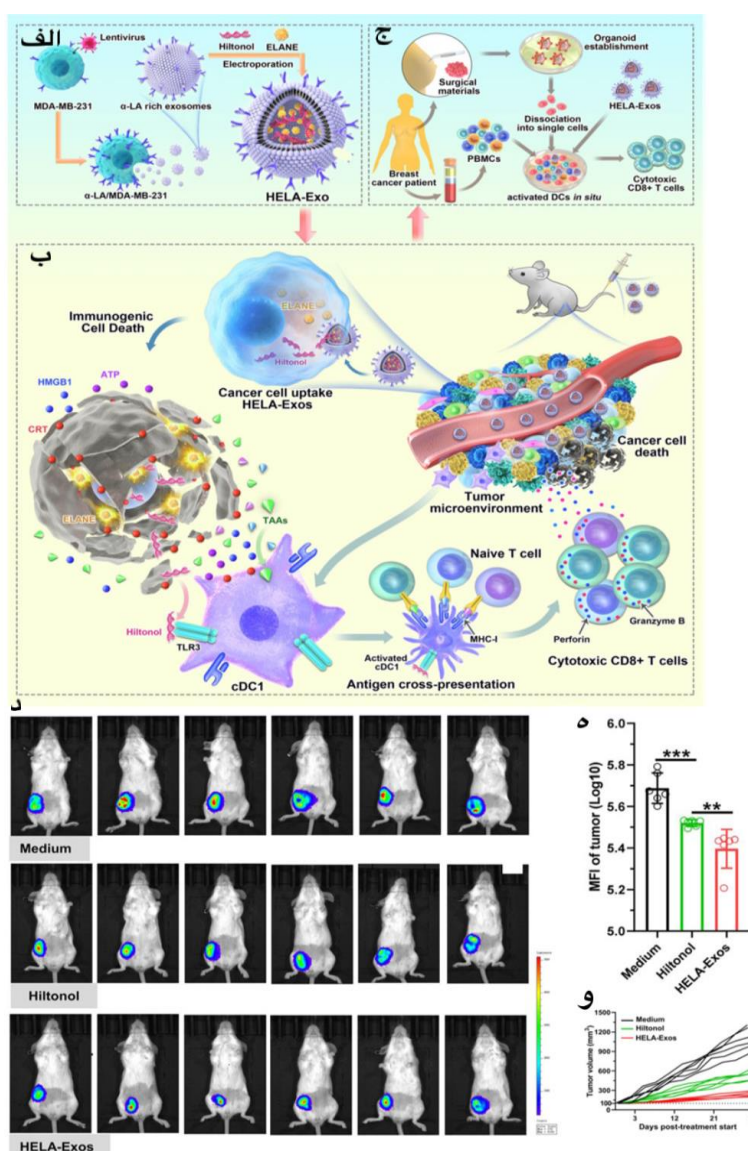 الف
Lentivirus
MDA-MB-231
α-LA rich exosomes
α-LA/MDA-MB-231
Hiltonol
ELANE
Electroporation
HELA-Exo
ج
Surgical
materials
Organoid
establishment
HELA-Exos
Dissociation
into single cells
PBMCs
Breast
cancer patient
activated DCs in situ
Cytotoxic
CD8+ T cells
ب
Immunogenic
Cell Death
ELANE
Hiltonol
Cancer cell uptake
HELA-Exos
ATP
HMGB1
CRT
ELANE
TAAs
Cancer cell
death
Tumor
microenvironment
Naive T cell
Hiltonol
TLR3
cDC1
MHC-I
Activated
cDC1
Antigen cross-presentation
Perforin
Granzyme B
Cytotoxic CD8+ T cells
د
Medium
Hiltonol
HELA-Exos
ه
MFI of tumor (Log10)
6.0
5.8
5.6
5.4
5.2
5.0
***
**
Medium
Hiltonol
HELA-Exos
و
Medium
Hiltonol
HELA-Exos
Tumor volume (mm³)
1500
1200
900
600
300
100
0
3
12
21
Days post-treatment start